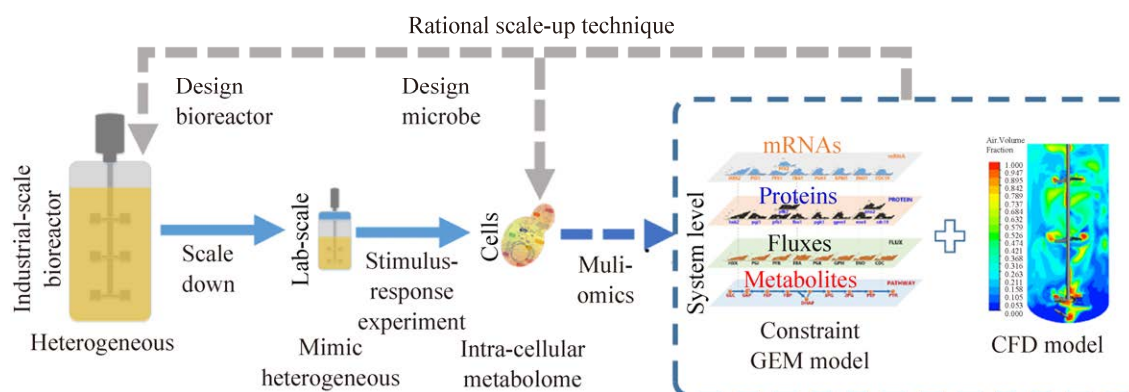 Rational scale-up technique
Design
bioreactor
Design
microbe
Industrial-scale
bioreactor
Heterogeneous
Scale
down
Lab-scale
Stimulus-
response
experiment
Mimic
heterogeneous
Cells
Intra-cellular
metabolome
Muli-
omics
System level
mRNAs
mRNA
Proteins
PROTEIN
Fluxes
FLUX
Metabolites
PATHWAY
Constraint
GEM model
Air.Volume
Fraction
1.000
0.947
0.895
0.842
0.789
0.737
0.684
0.632
0.579
0.526
0.474
0.421
0.368
0.316
0.263
0.211
0.158
0.105
0.053
0.000
CFD model